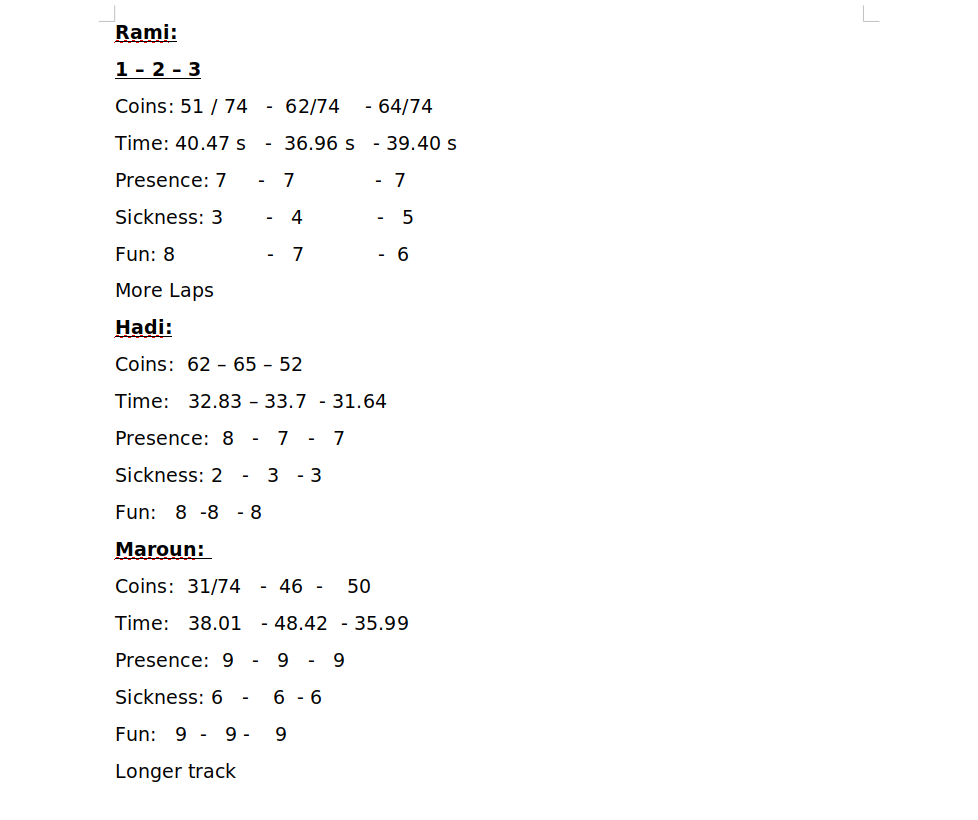 Rami:
1 – 2 – 3
Coins: 51 / 74 - 62/74 - 64/74
Time: 40.47 s - 36.96 s - 39.40 s
Presence: 7 - 7 - 7
Sickness: 3 - 4 - 5
Fun: 8 - 7 - 6
More Laps
Hadi:
Coins: 62 – 65 – 52
Time: 32.83 – 33.7 - 31.64
Presence: 8 - 7 - 7
Sickness: 2 - 3 - 3
Fun: 8 -8 - 8
Maroun:
Coins: 31/74 - 46 - 50
Time: 38.01 - 48.42 - 35.99
Presence: 9 - 9 - 9
Sickness: 6 - 6 - 6
Fun: 9 - 9 - 9
Longer track